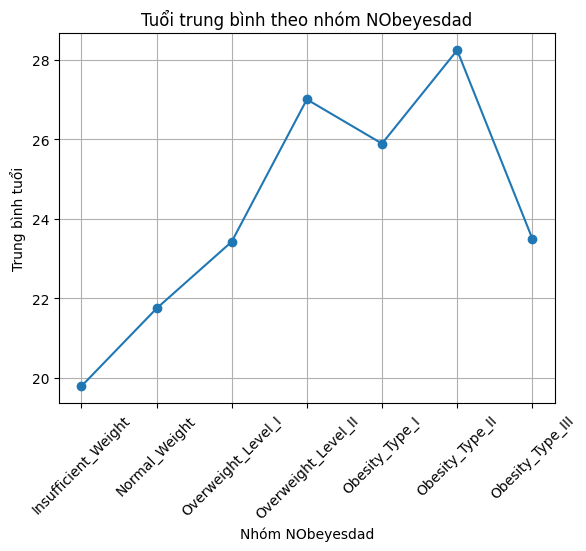 Tuổi trung bình theo nhóm NObeyesdad
Trung bình tuổi
28
26
24
22
20
Insufficient_Weight
Normal_Weight
Overweight_Level_I
Overweight_Level_II
Obesity_Type_I
Obesity_Type_II
Obesity_Type_III
Nhóm NObeyesdad